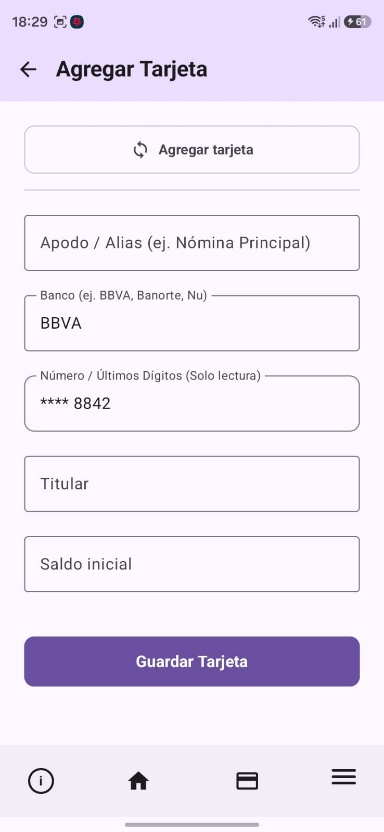 18:29
61
Agregar Tarjeta
Agregar tarjeta
Apodo / Alias (ej. Nómina Principal)
Banco (ej. BBVA, Banorte, Nu)
BBVA
Número / Últimos Dígitos (Solo lectura)
**** 8842
Titular
Saldo inicial
Guardar Tarjeta